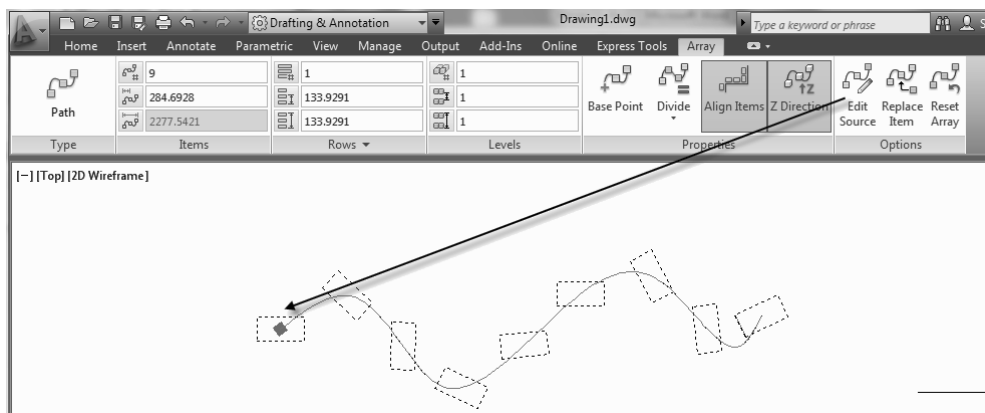 Drafting & Annotation Drawing1.dwg Type a keyword or phrase S
Home Insert Annotate Parametric View Manage Output Add-Ins Online Express Tools Array
Path
9
284.6928
2277.5421
1
133.9291
133.9291
1
1
1
Base Point Divide Align Items Z Direction
Edit Source Replace Item Reset Array
Type Items Rows Levels Properties Options
[−] [Top] [2D Wireframe]